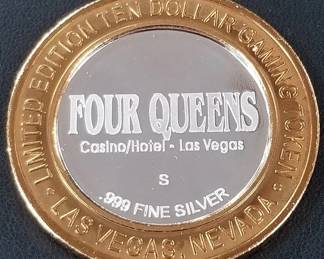 LIMITED EDITION TEN DOLLAR GAMING TOKEN
FOUR QUEENS
Casino/Hotel - Las Vegas
S
.999 FINE SILVER
• LAS VEGAS, NEVADA •